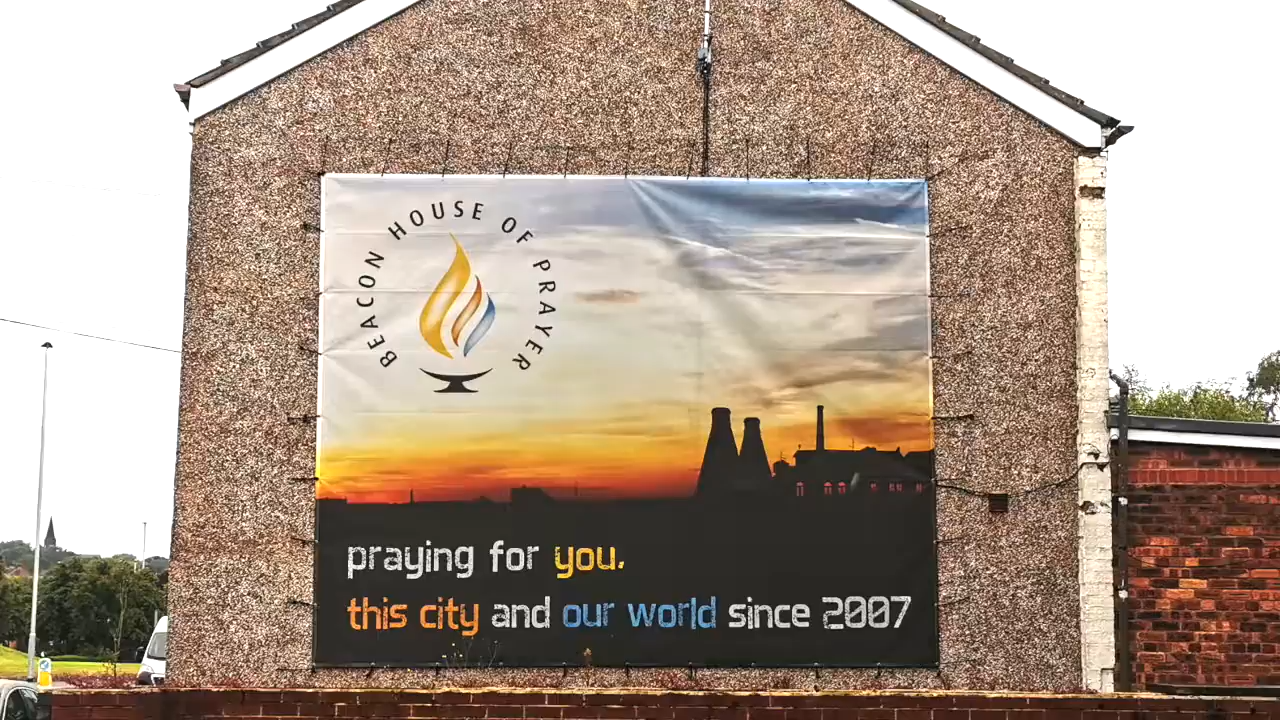 BEACON HOUSE OF PRAYER
praying for you.
this city and our world since 2007